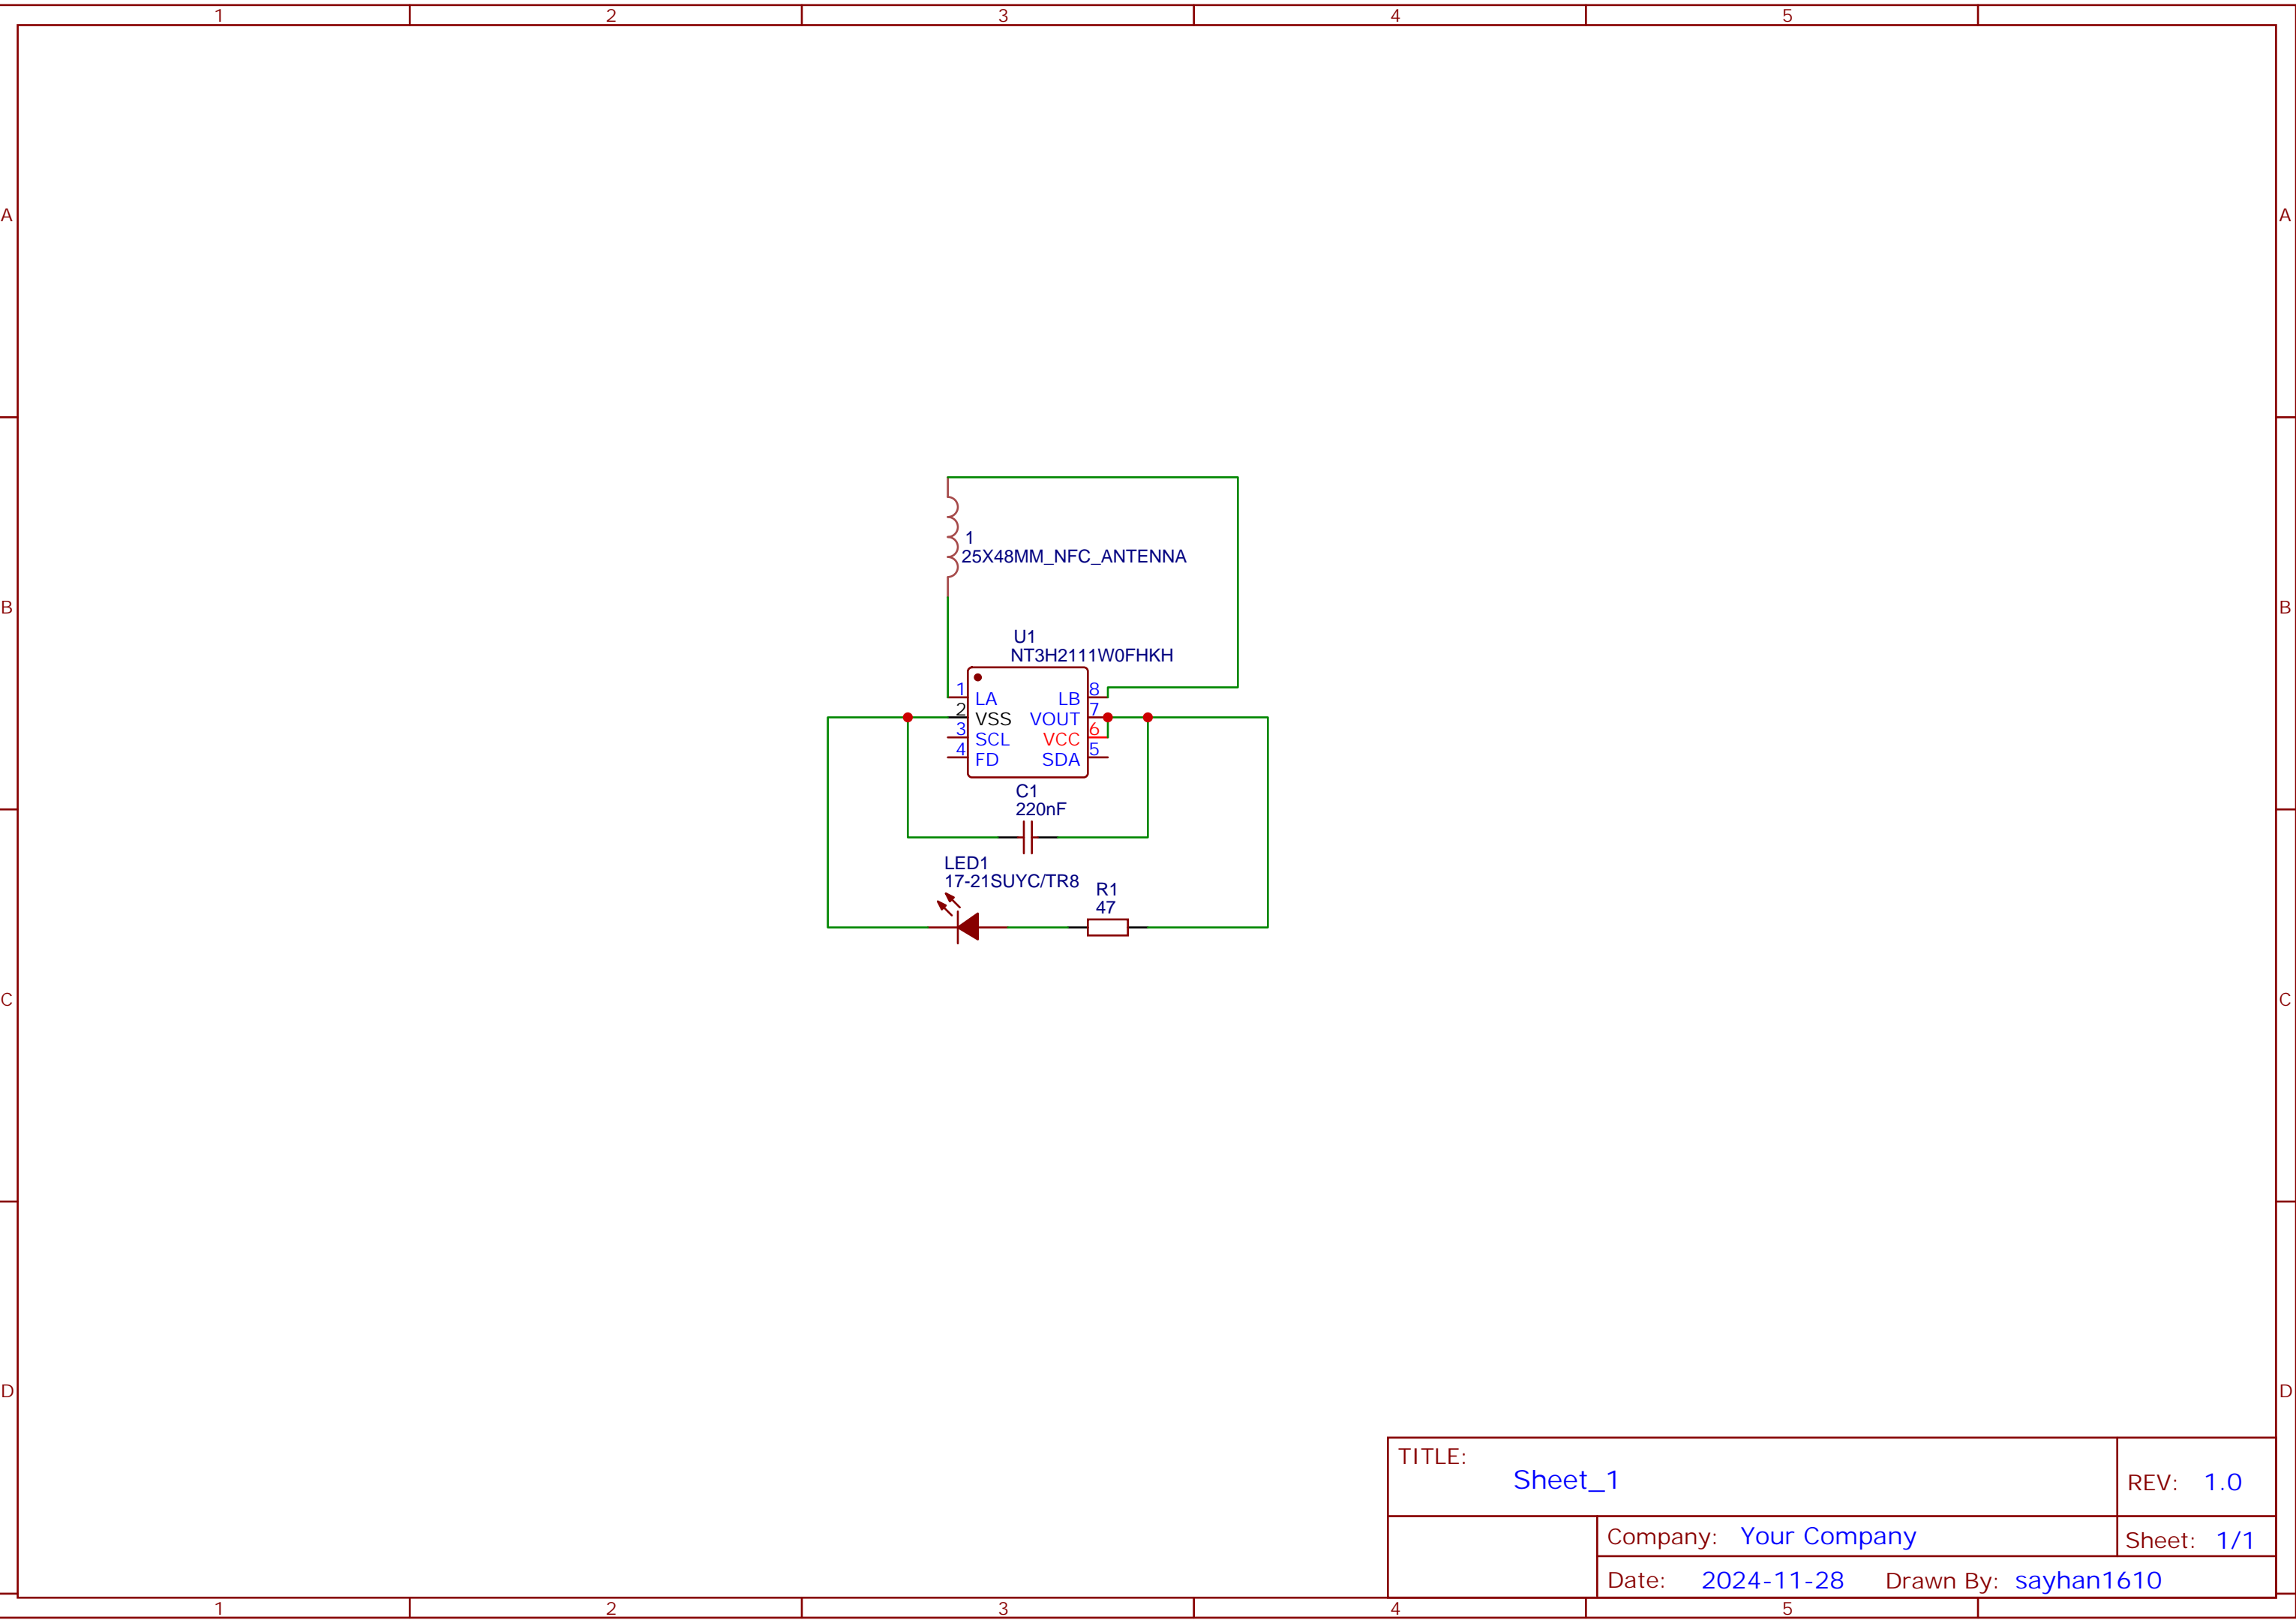 1 2 3 4 5
A A
1
25X48MM_NFC_ANTENNA
B B
U1
NT3H2111W0FHKH
1 LA LB 8
2 VSS VOUT 7
3 SCL VCC 6
4 FD SDA 5
C1
220nF
LED1
17-21SUYC/TR8
R1
47
C C
D D
TITLE:
Sheet_1
REV: 1.0
Company: Your Company
Sheet: 1/1
Date: 2024-11-28 Drawn By: sayhan1610
1 2 3 4 5